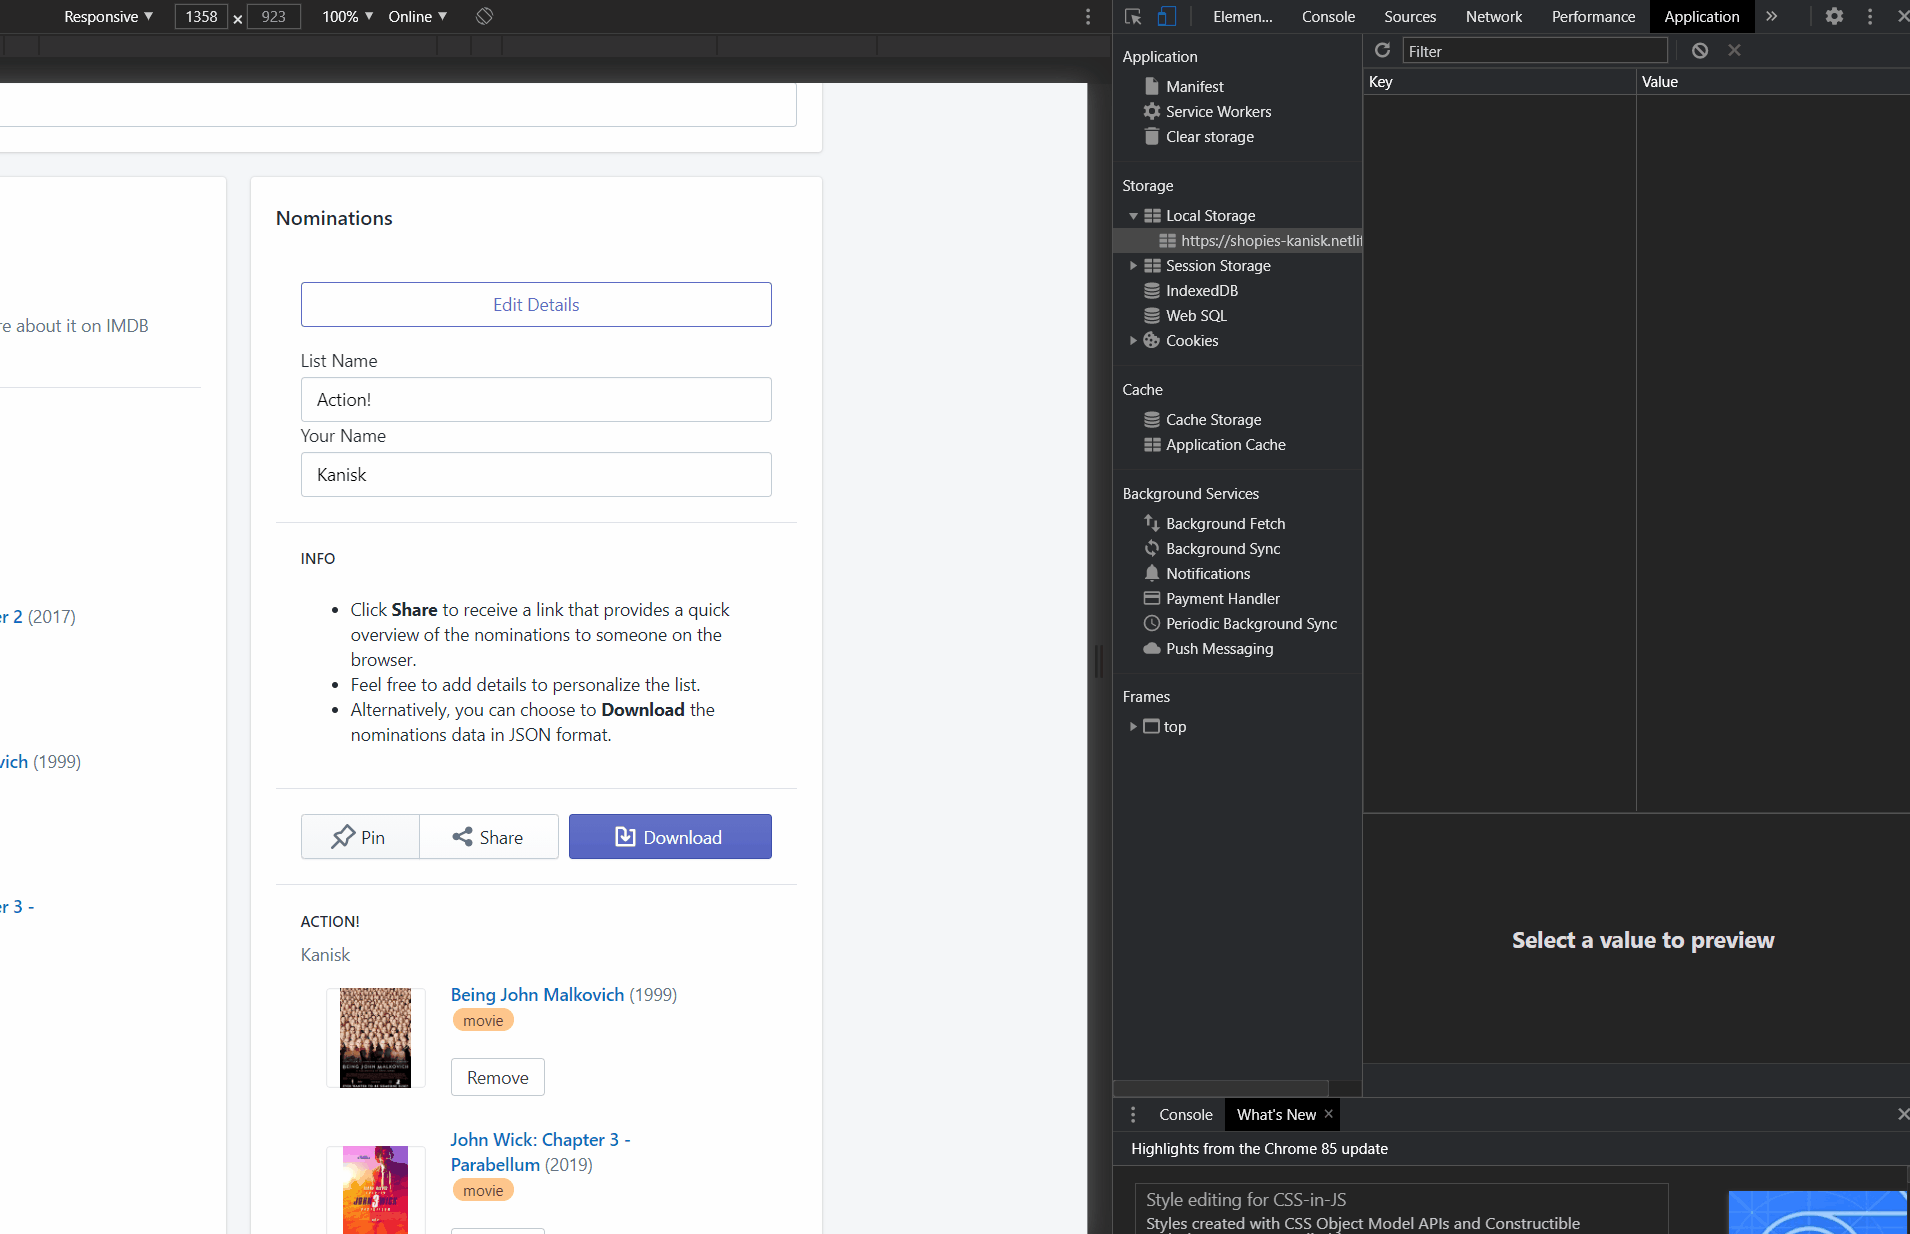 Responsive ▼ 1358 × 923 100% ▼ Online ▼
Elemen... Console Sources Network Performance Application »
re about it on IMDB
er 2 (2017)
vich (1999)
er 3 -
Nominations
Edit Details
List Name
Action!
Your Name
Kanisk
INFO
• Click Share to receive a link that provides a quick
overview of the nominations to someone on the
browser.
• Feel free to add details to personalize the list.
• Alternatively, you can choose to Download the
nominations data in JSON format.
Pin Share Download
ACTION!
Kanisk
Being John Malkovich (1999)
movie
BEING JOHN MALKOVICH
Remove
John Wick: Chapter 3 -
Parabellum (2019)
movie
Application
Manifest
Service Workers
Clear storage
Storage
Local Storage
https://shopies-kanisk.netlif
Session Storage
IndexedDB
Web SQL
Cookies
Cache
Cache Storage
Application Cache
Background Services
Background Fetch
Background Sync
Notifications
Payment Handler
Periodic Background Sync
Push Messaging
Frames
top
Filter
Key Value
Select a value to preview
Console What's New ×
Highlights from the Chrome 85 update
Style editing for CSS-in-JS
Styles created with CSS Object Model APIs and Constructible